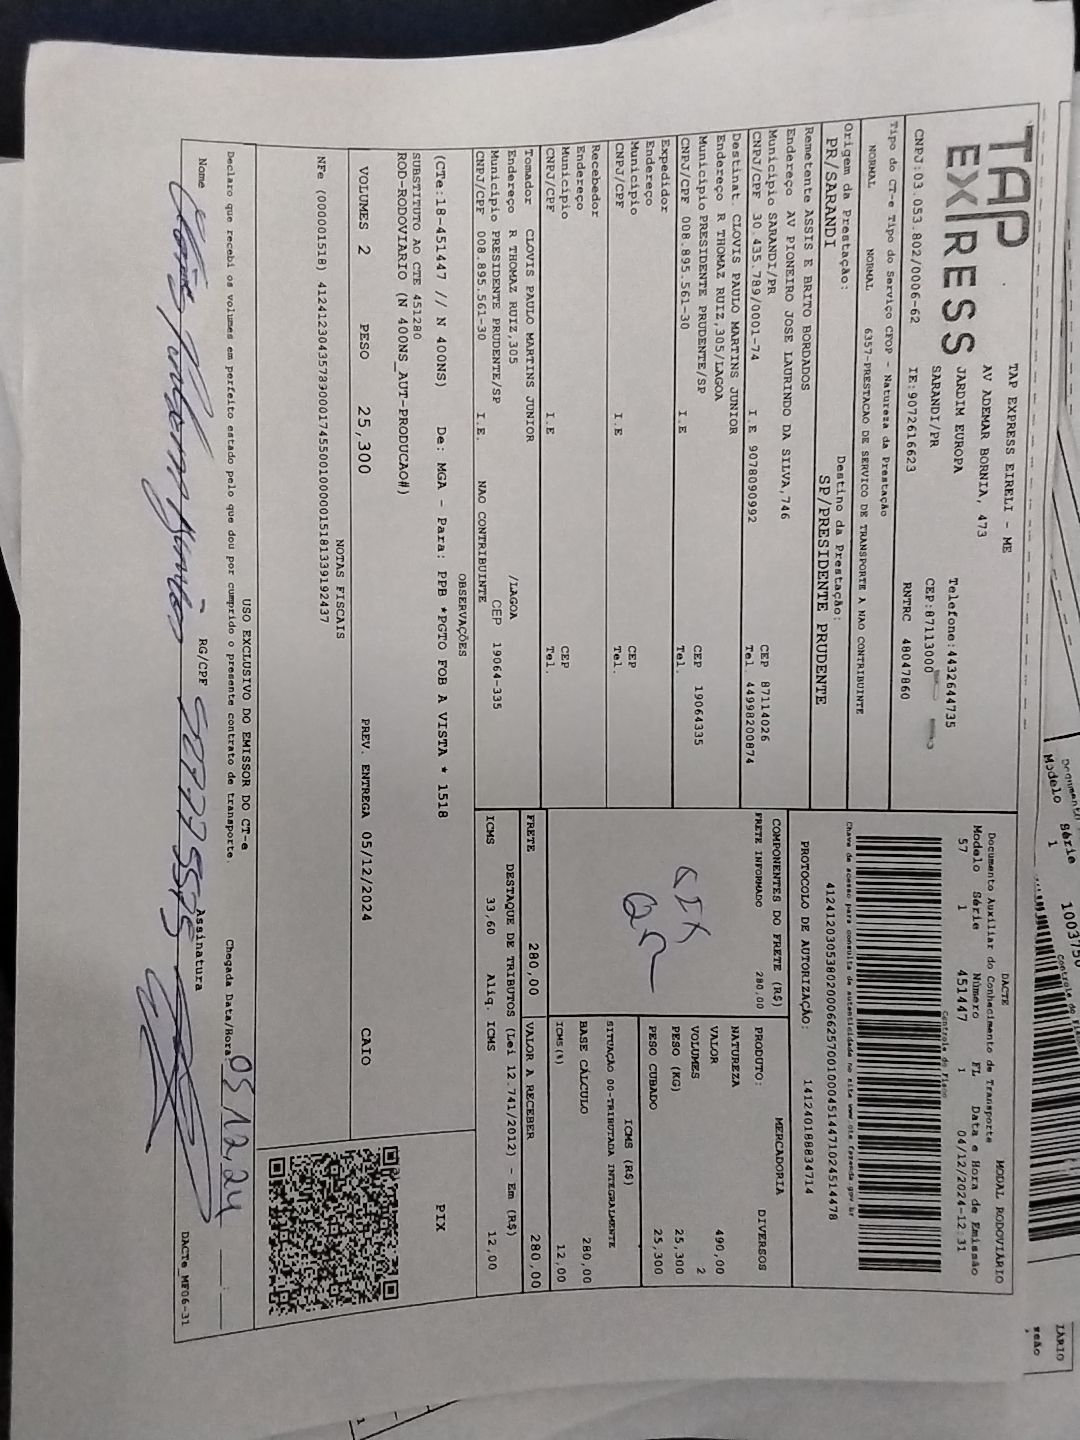 TAP EXPRESS
TAP EXPRESS EIRELI - ME
AV ADEMAR BORNIA, 473
JARDIM EUROPA
SARANDI/PR
Telefone: 4432644735
CEP:87113000
CNPJ:03.053.802/0006-62 IE:9072616623 RNTRC 48047860
Tipo do CT-e Tipo do Serviço CFOP - Natureza da Prestação
NORMAL NORMAL 6357-PRESTACAO DE SERVICO DE TRANSPORTE A NAO CONTRIBUINTE
Origem da Prestação: Destino da Prestação:
PR/SARANDI SP/PRESIDENTE PRUDENTE
Remetente ASSIS E BRITO BORDADOS
Endereço AV PIONEIRO JOSE LAURINDO DA SILVA,746
Município SARANDI/PR CEP 87114026
CNPJ/CPF 30.435.789/0001-74 I.E 9078090992 Tel. 44998200874
Destinat. CLOVIS PAULO MARTINS JUNIOR
Endereço R THOMAZ RUIZ,305/LAGOA
Município PRESIDENTE PRUDENTE/SP CEP 19064335
CNPJ/CPF 008.895.561-30 I.E Tel.
Expedidor
Endereço
Município CEP
CNPJ/CPF I.E Tel.
Recebedor
Endereço
Município CEP
CNPJ/CPF I.E Tel.
Tomador CLOVIS PAULO MARTINS JUNIOR
Endereço R THOMAZ RUIZ,305 /LAGOA
Município PRESIDENTE PRUDENTE/SP CEP 19064-335
CNPJ/CPF 008.895.561-30 I.E. NAO CONTRIBUINTE
DACTE MODAL RODOVIÁRIO
Documento Auxiliar do Conhecimento de Transporte
Modelo Série Número FL Data e Hora de Emissão
57 1 451447 1 04/12/2024-12:31
Controle do Fisco
Chave de acesso para consulta de autenticidade no site www.cte.fazenda.gov.br
PROTOCOLO DE AUTORIZAÇÃO: 141240188834714
COMPONENTES DO FRETE (R$)
FRETE INFORMADO 280,00
PIX
MERCADORIA
PRODUTO: DIVERSOS
NATUREZA
VALOR 490,00
VOLUMES 2
PESO (KG) 25,300
PESO CUBADO 25,300
ICMS (R$)
SITUAÇÃO 00-TRIBUTADA INTEGRALMENTE
BASE CÁLCULO 280,00
ICMS(%) 12,00
FRETE 280,00 VALOR A RECEBER 280,00
DESTAQUE DE TRIBUTOS (Lei 12.741/2012) - Em (R$)
ICMS 33,60 Aliq. ICMS 12,00
OBSERVAÇÕES
(CTe:18-451447 // N 400NS) De: MGA - Para: PPB *PGTO FOB A VISTA * 1518
PIX
SUBSTITUTO AO CTE 451280
ROD-RODOVIARIO (N 400NS_AUT-PRODUCAO#)
VOLUMES 2 PESO 25,300 PREV. ENTREGA 05/12/2024 CAIO
NOTAS FISCAIS
NFe (000001518)
USO EXCLUSIVO DO EMISSOR DO CT-e
Declaro que recebi os volumes em perfeito estado pelo que dou por cumprido o presente contrato de transporte. Chegada Data/Hora 05 12,24
Nome RG/CPF Assinatura
DACTe_MF06-31
Modelo Série
1